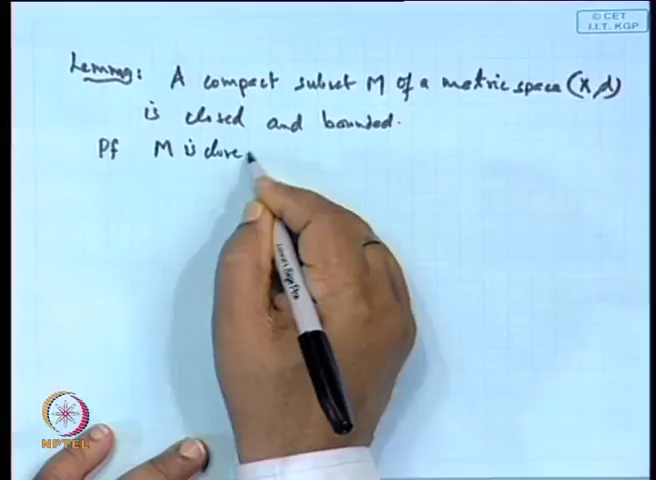 © CET
I.I.T. KGP
Lemma: A compact subset M of a metric space (X,d)
is closed and bounded.
Pf M is close
NPTEL